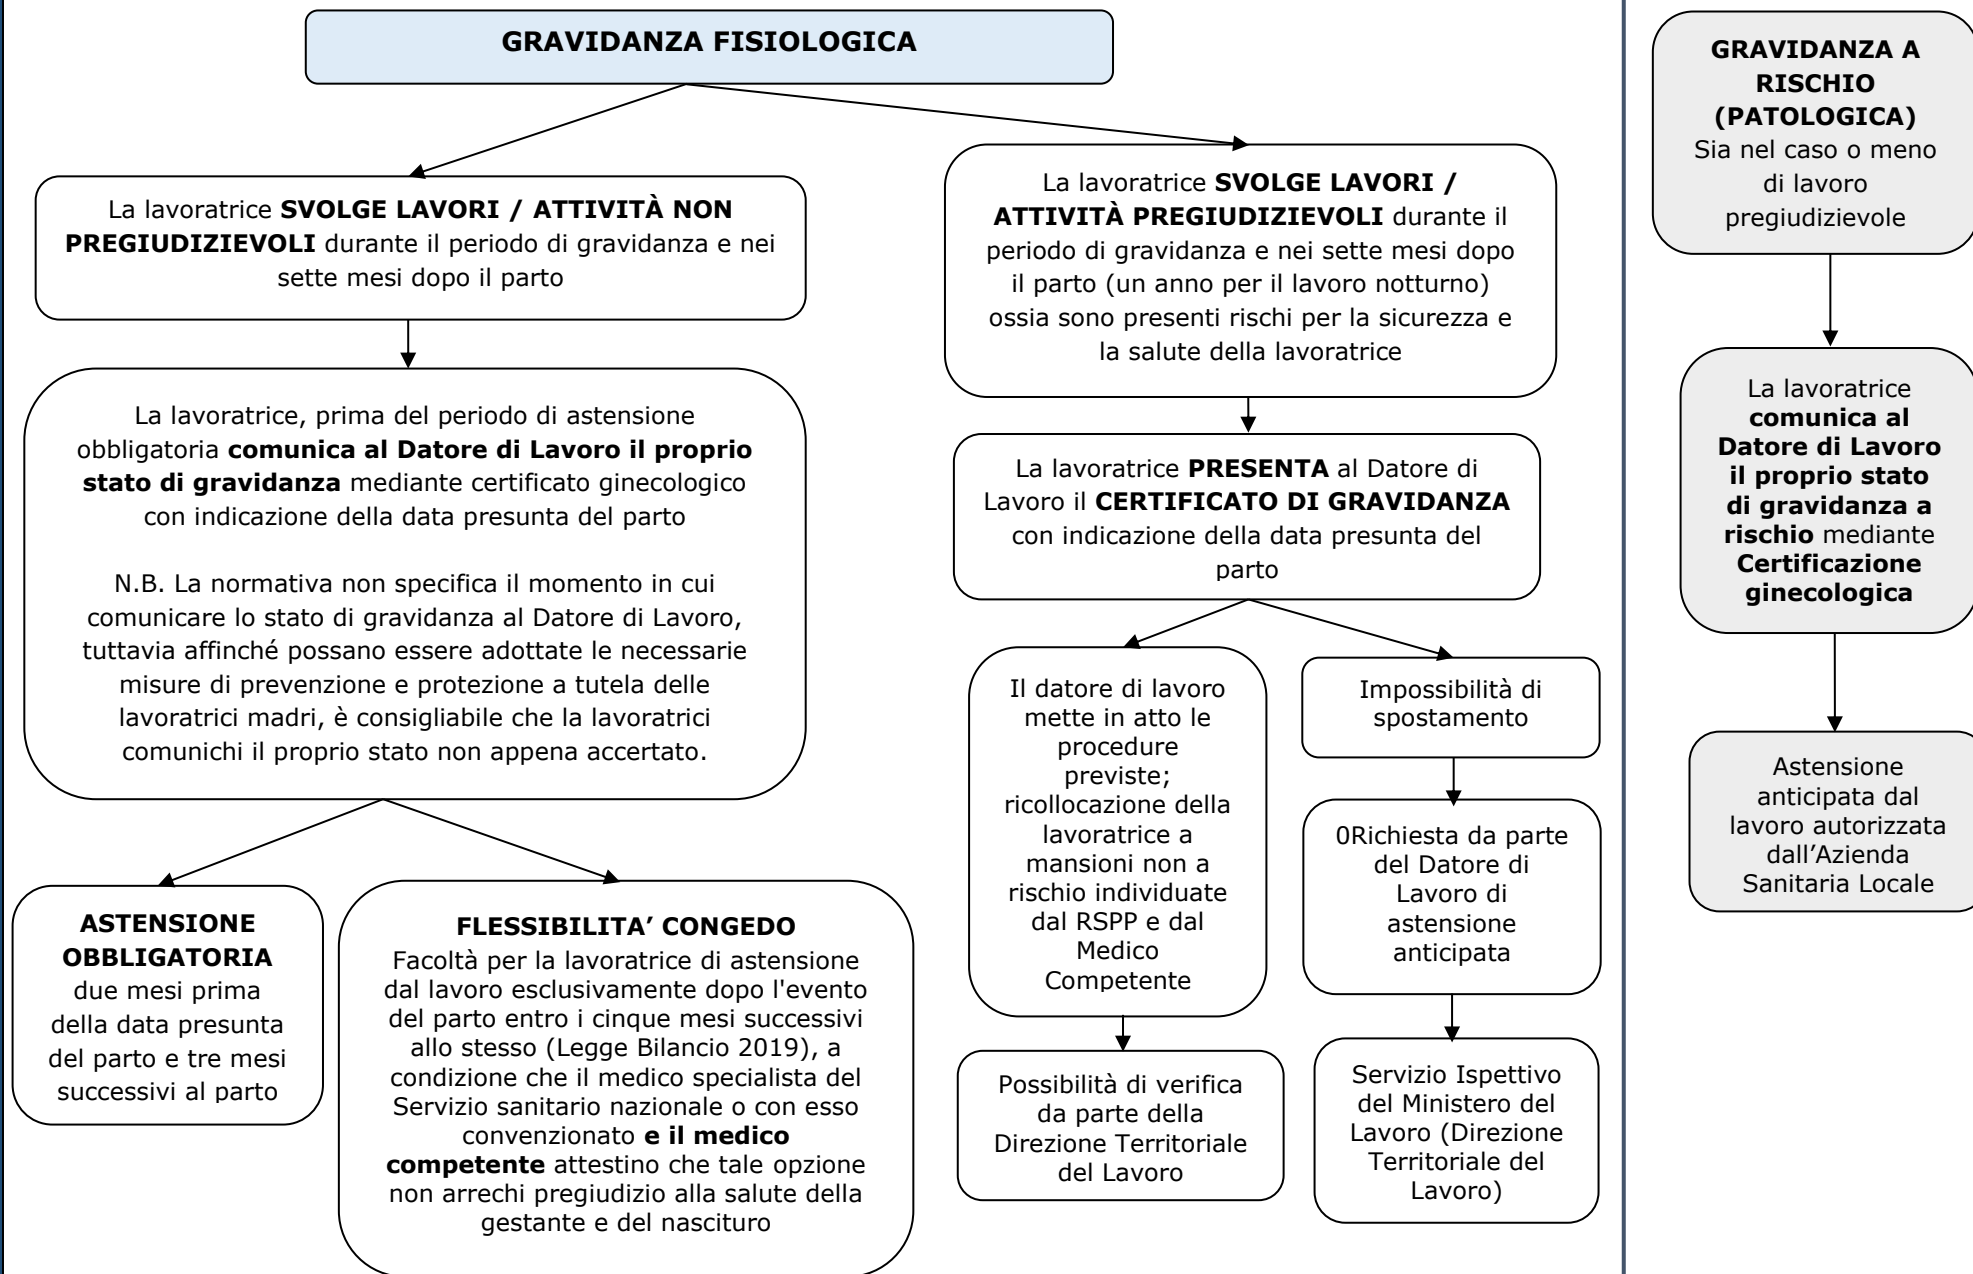 GRAVIDANZA FISIOLOGICA
La lavoratrice SVOLGE LAVORI / ATTIVITÀ NON
PREGIUDIZIEVOLI durante il periodo di gravidanza e nei
sette mesi dopo il parto
La lavoratrice, prima del periodo di astensione
obbligatoria comunica al Datore di Lavoro il proprio
stato di gravidanza mediante certificato ginecologico
con indicazione della data presunta del parto
N.B. La normativa non specifica il momento in cui
comunicare lo stato di gravidanza al Datore di Lavoro,
tuttavia affinché possano essere adottate le necessarie
misure di prevenzione e protezione a tutela delle
lavoratrici madri, è consigliabile che la lavoratrici
comunichi il proprio stato non appena accertato.
ASTENSIONE
OBBLIGATORIA
due mesi prima
della data presunta
del parto e tre mesi
successivi al parto
FLESSIBILITA’ CONGEDO
Facoltà per la lavoratrice di astensione
dal lavoro esclusivamente dopo l'evento
del parto entro i cinque mesi successivi
allo stesso (Legge Bilancio 2019), a
condizione che il medico specialista del
Servizio sanitario nazionale o con esso
convenzionato e il medico
competente attestino che tale opzione
non arrechi pregiudizio alla salute della
gestante e del nascituro
La lavoratrice SVOLGE LAVORI /
ATTIVITÀ PREGIUDIZIEVOLI durante il
periodo di gravidanza e nei sette mesi dopo
il parto (un anno per il lavoro notturno)
ossia sono presenti rischi per la sicurezza e
la salute della lavoratrice
La lavoratrice PRESENTA al Datore di
Lavoro il CERTIFICATO DI GRAVIDANZA
con indicazione della data presunta del
parto
Il datore di lavoro
mette in atto le
procedure
previste;
ricollocazione della
lavoratrice a
mansioni non a
rischio individuate
dal RSPP e dal
Medico
Competente
Possibilità di verifica
da parte della
Direzione Territoriale
del Lavoro
Impossibilità di
spostamento
0Richiesta da parte
del Datore di
Lavoro di
astensione
anticipata
Servizio Ispettivo
del Ministero del
Lavoro (Direzione
Territoriale del
Lavoro)
GRAVIDANZA A
RISCHIO
(PATOLOGICA)
Sia nel caso o meno
di lavoro
pregiudizievole
La lavoratrice
comunica al
Datore di Lavoro
il proprio stato
di gravidanza a
rischio mediante
Certificazione
ginecologica
Astensione
anticipata dal
lavoro autorizzata
dall’Azienda
Sanitaria Locale